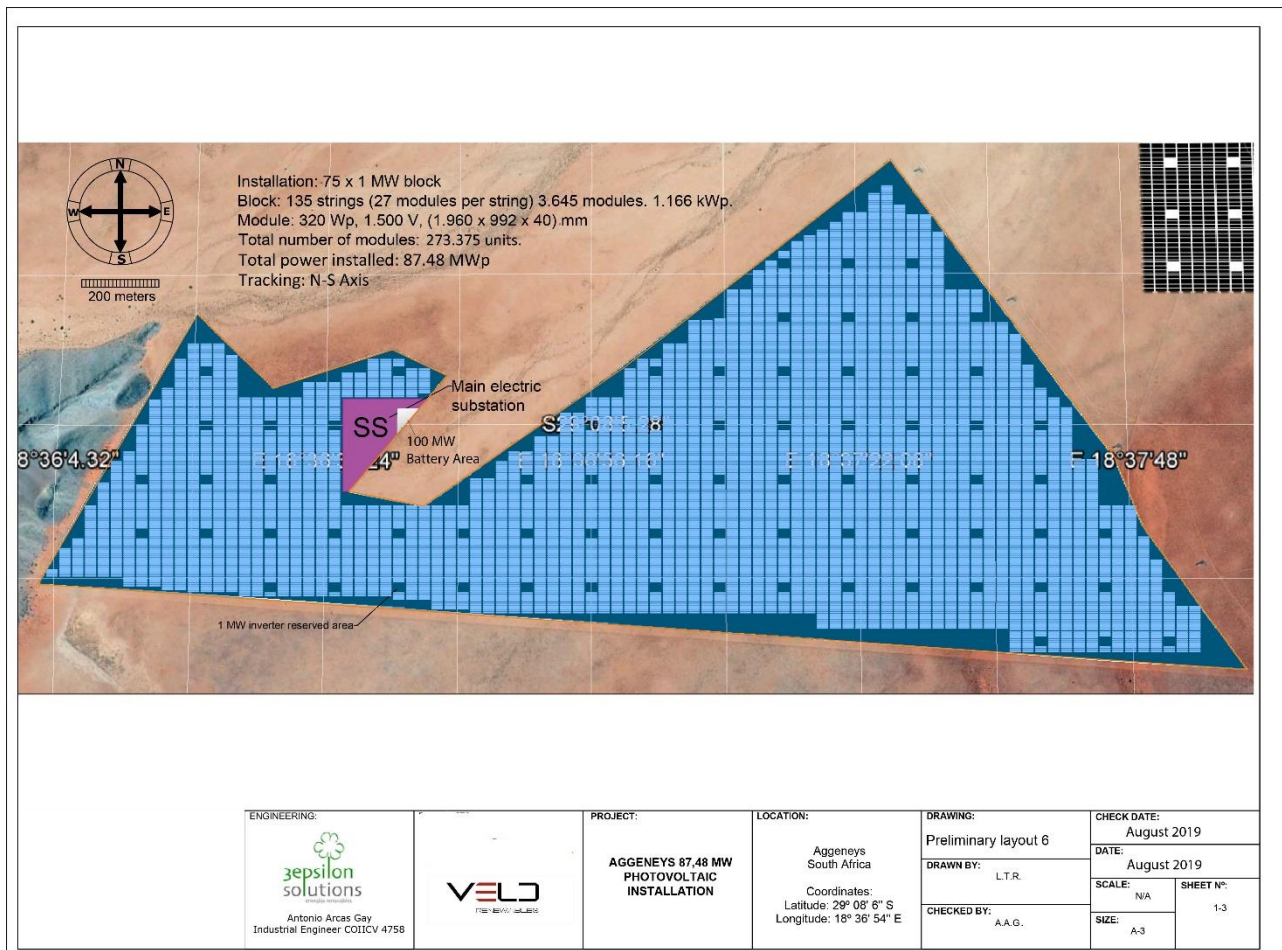 N
W
E
S
200 meters
Installation: 75 x 1 MW block
Block: 135 strings (27 modules per string) 3.645 modules. 1.166 kWp.
Module: 320 Wp, 1.500 V, (1.960 x 992 x 40) mm
Total number of modules: 273.375 units.
Total power installed: 87.48 MWp
Tracking: N-S Axis
Main electric
substation
SS
100 MW
Battery Area
8°36'4.32"
E 18°37'48"
1 MW inverter reserved area
ENGINEERING:
3epsilon
solutions
Antonio Arcas Gay
Industrial Engineer COIICV 4758
VELD
RENEWABLES
PROJECT:
AGGENEYS 87,48 MW
PHOTOVOLTAIC
INSTALLATION
LOCATION:
Aggeneys
South Africa
Coordinates:
Latitude: 29º 08' 6" S
Longitude: 18º 36' 54" E
DRAWING:
Preliminary layout 6
DRAWN BY:
L.T.R.
CHECKED BY:
A.A.G.
CHECK DATE:
August 2019
DATE:
August 2019
SCALE:
N/A
SIZE:
A-3
SHEET Nº:
1-3